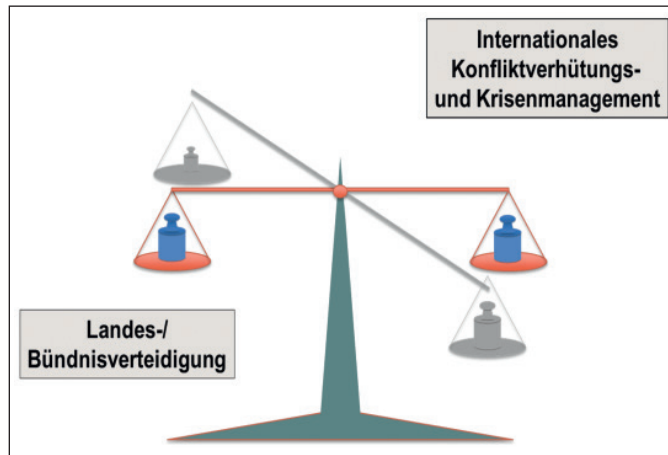 Internationales
Konfliktverhütungs-
und Krisenmanagement
Landes-/
Bündnisverteidigung